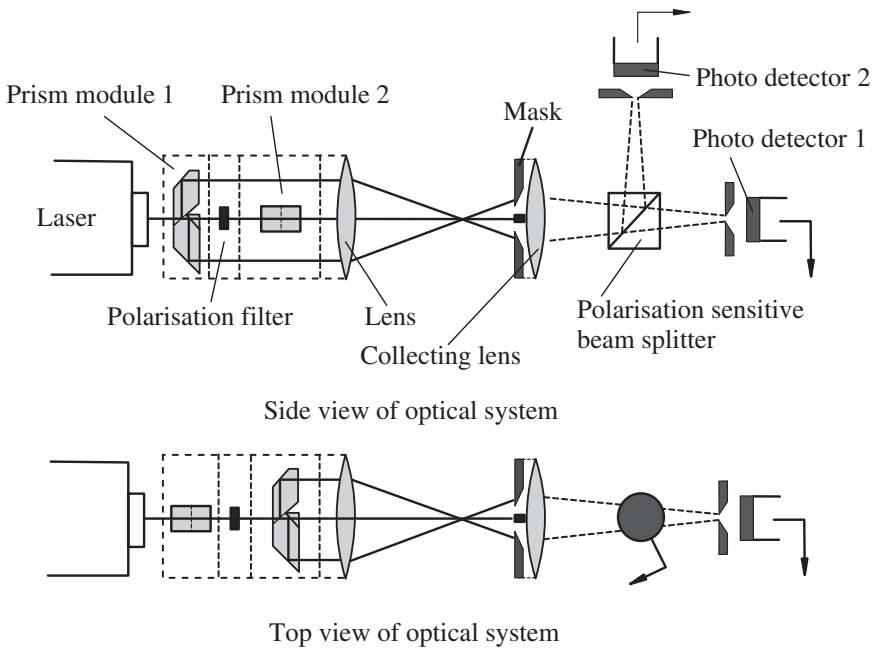 Photo detector 2
Prism module 1
Prism module 2
Mask
Photo detector 1
Laser
Polarisation filter
Lens
Polarisation sensitive
beam splitter
Collecting lens
Side view of optical system
Top view of optical system